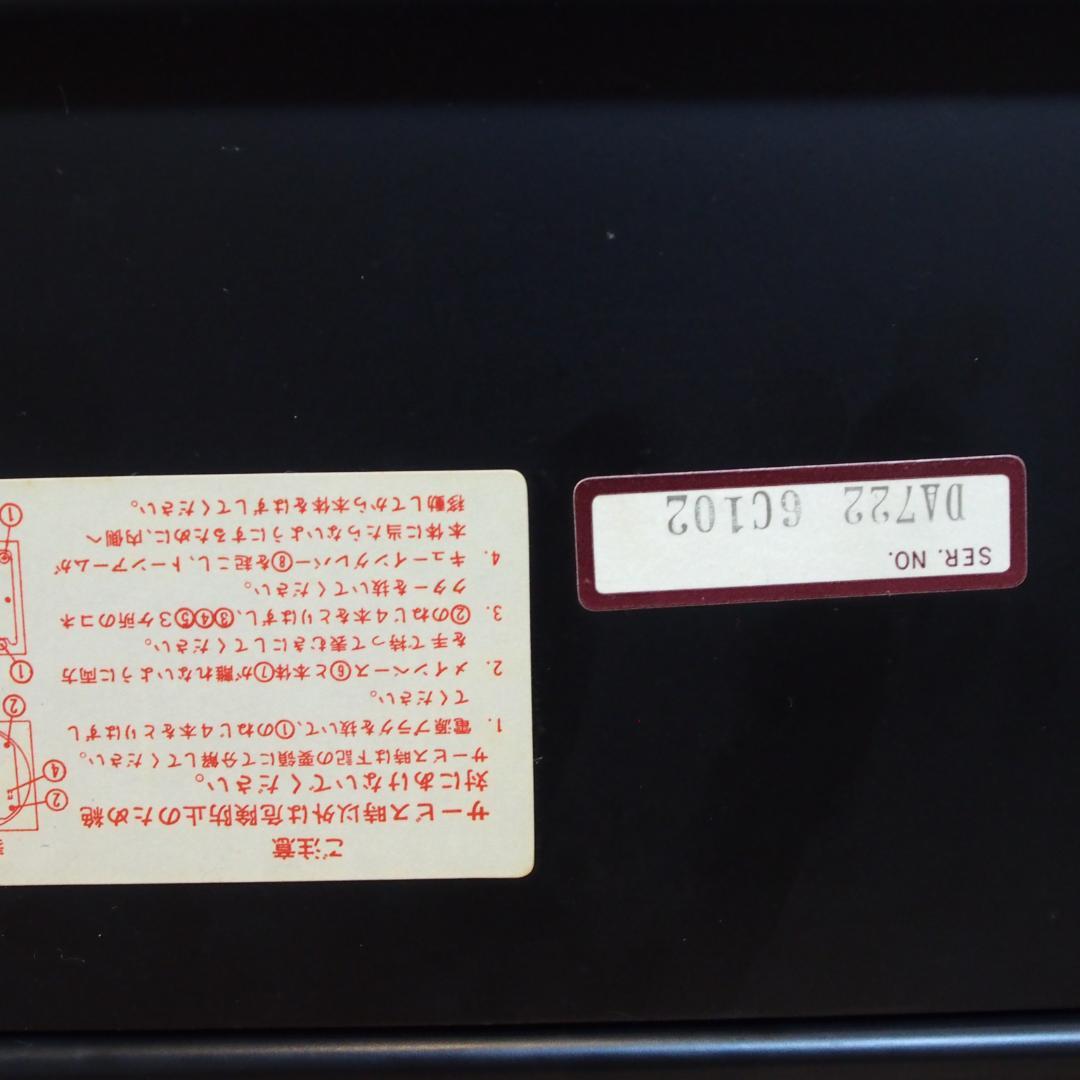 SER. NO.
DA722 6C102
ご注意
サービス時以外は危険防止のため絶
対にあけないでください。
サービス時は下記の要領にて分解してください。
1. 電源プラグを抜いて、①のねじ4本をとりはずし
てください。
2. メインベース⑥と本体⑦が離れないように両方
を手で持って表むきにしてください。
3. ②のねじ4本をとりはずし、③④⑤3ケ所のコネ
クターを抜いてください。
4. キューイングレバー⑧を起こし、トーンアームが
本体に当たらないようにするために、内側へ
移動してから本体をはずしてください。
②
④
②
①
①